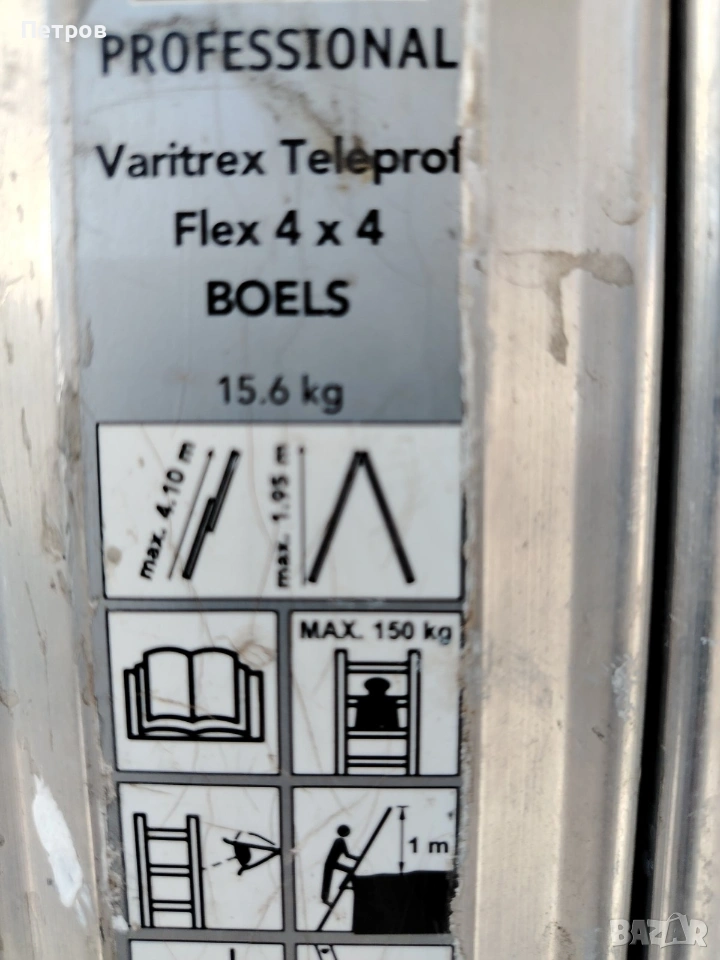 Петров
PROFESSIONAL
Varitrex Teleprof
Flex 4 x 4
BOELS
15.6 kg
max. 4.10 m
max. 1.95 m
MAX. 150 kg
1 m
BAZAR